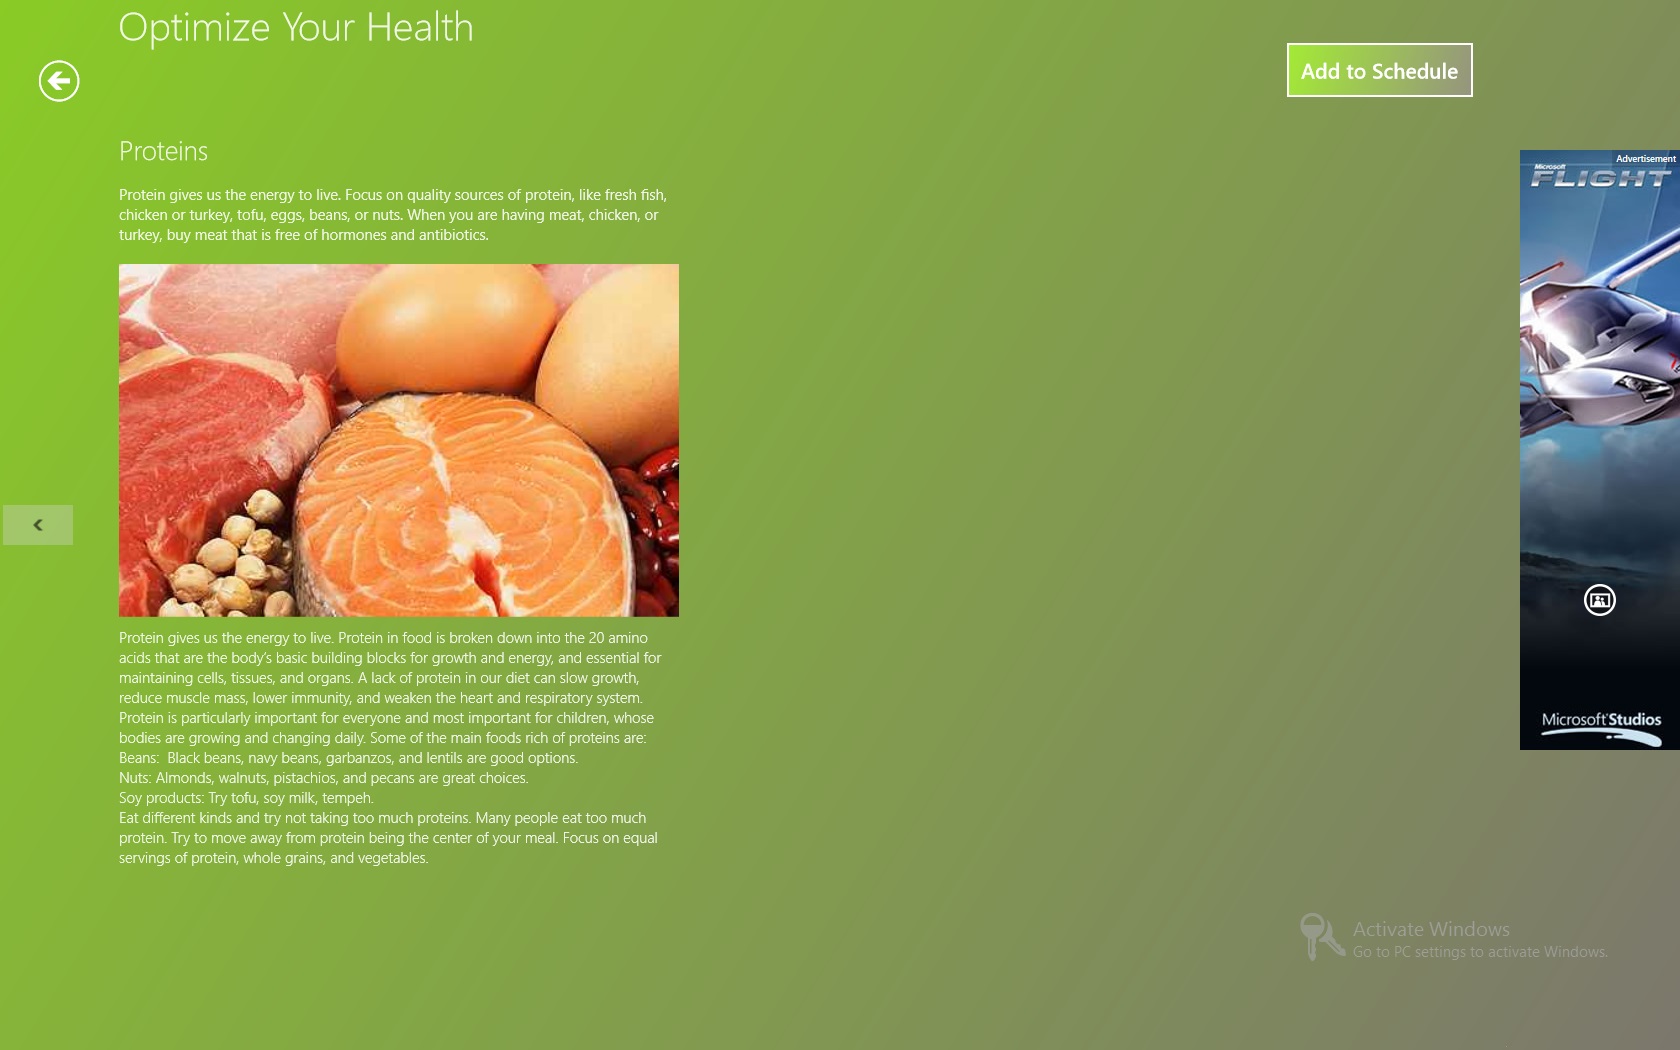 Optimize Your Health
Add to Schedule
Proteins
Protein gives us the energy to live. Focus on quality sources of protein, like fresh fish,
chicken or turkey, tofu, eggs, beans, or nuts. When you are having meat, chicken, or
turkey, buy meat that is free of hormones and antibiotics.
Protein gives us the energy to live. Protein in food is broken down into the 20 amino
acids that are the body's basic building blocks for growth and energy, and essential for
maintaining cells, tissues, and organs. A lack of protein in our diet can slow growth,
reduce muscle mass, lower immunity, and weaken the heart and respiratory system.
Protein is particularly important for everyone and most important for children, whose
bodies are growing and changing daily. Some of the main foods rich of proteins are:
Beans:  Black beans, navy beans, garbanzos, and lentils are good options.
Nuts: Almonds, walnuts, pistachios, and pecans are great choices.
Soy products: Try tofu, soy milk, tempeh.
Eat different kinds and try not taking too much proteins. Many people eat too much
protein. Try to move away from protein being the center of your meal. Focus on equal
servings of protein, whole grains, and vegetables.
Advertisement
Microsoft
FLIGHT
Microsoft Studios
Activate Windows
Go to PC settings to activate Windows.